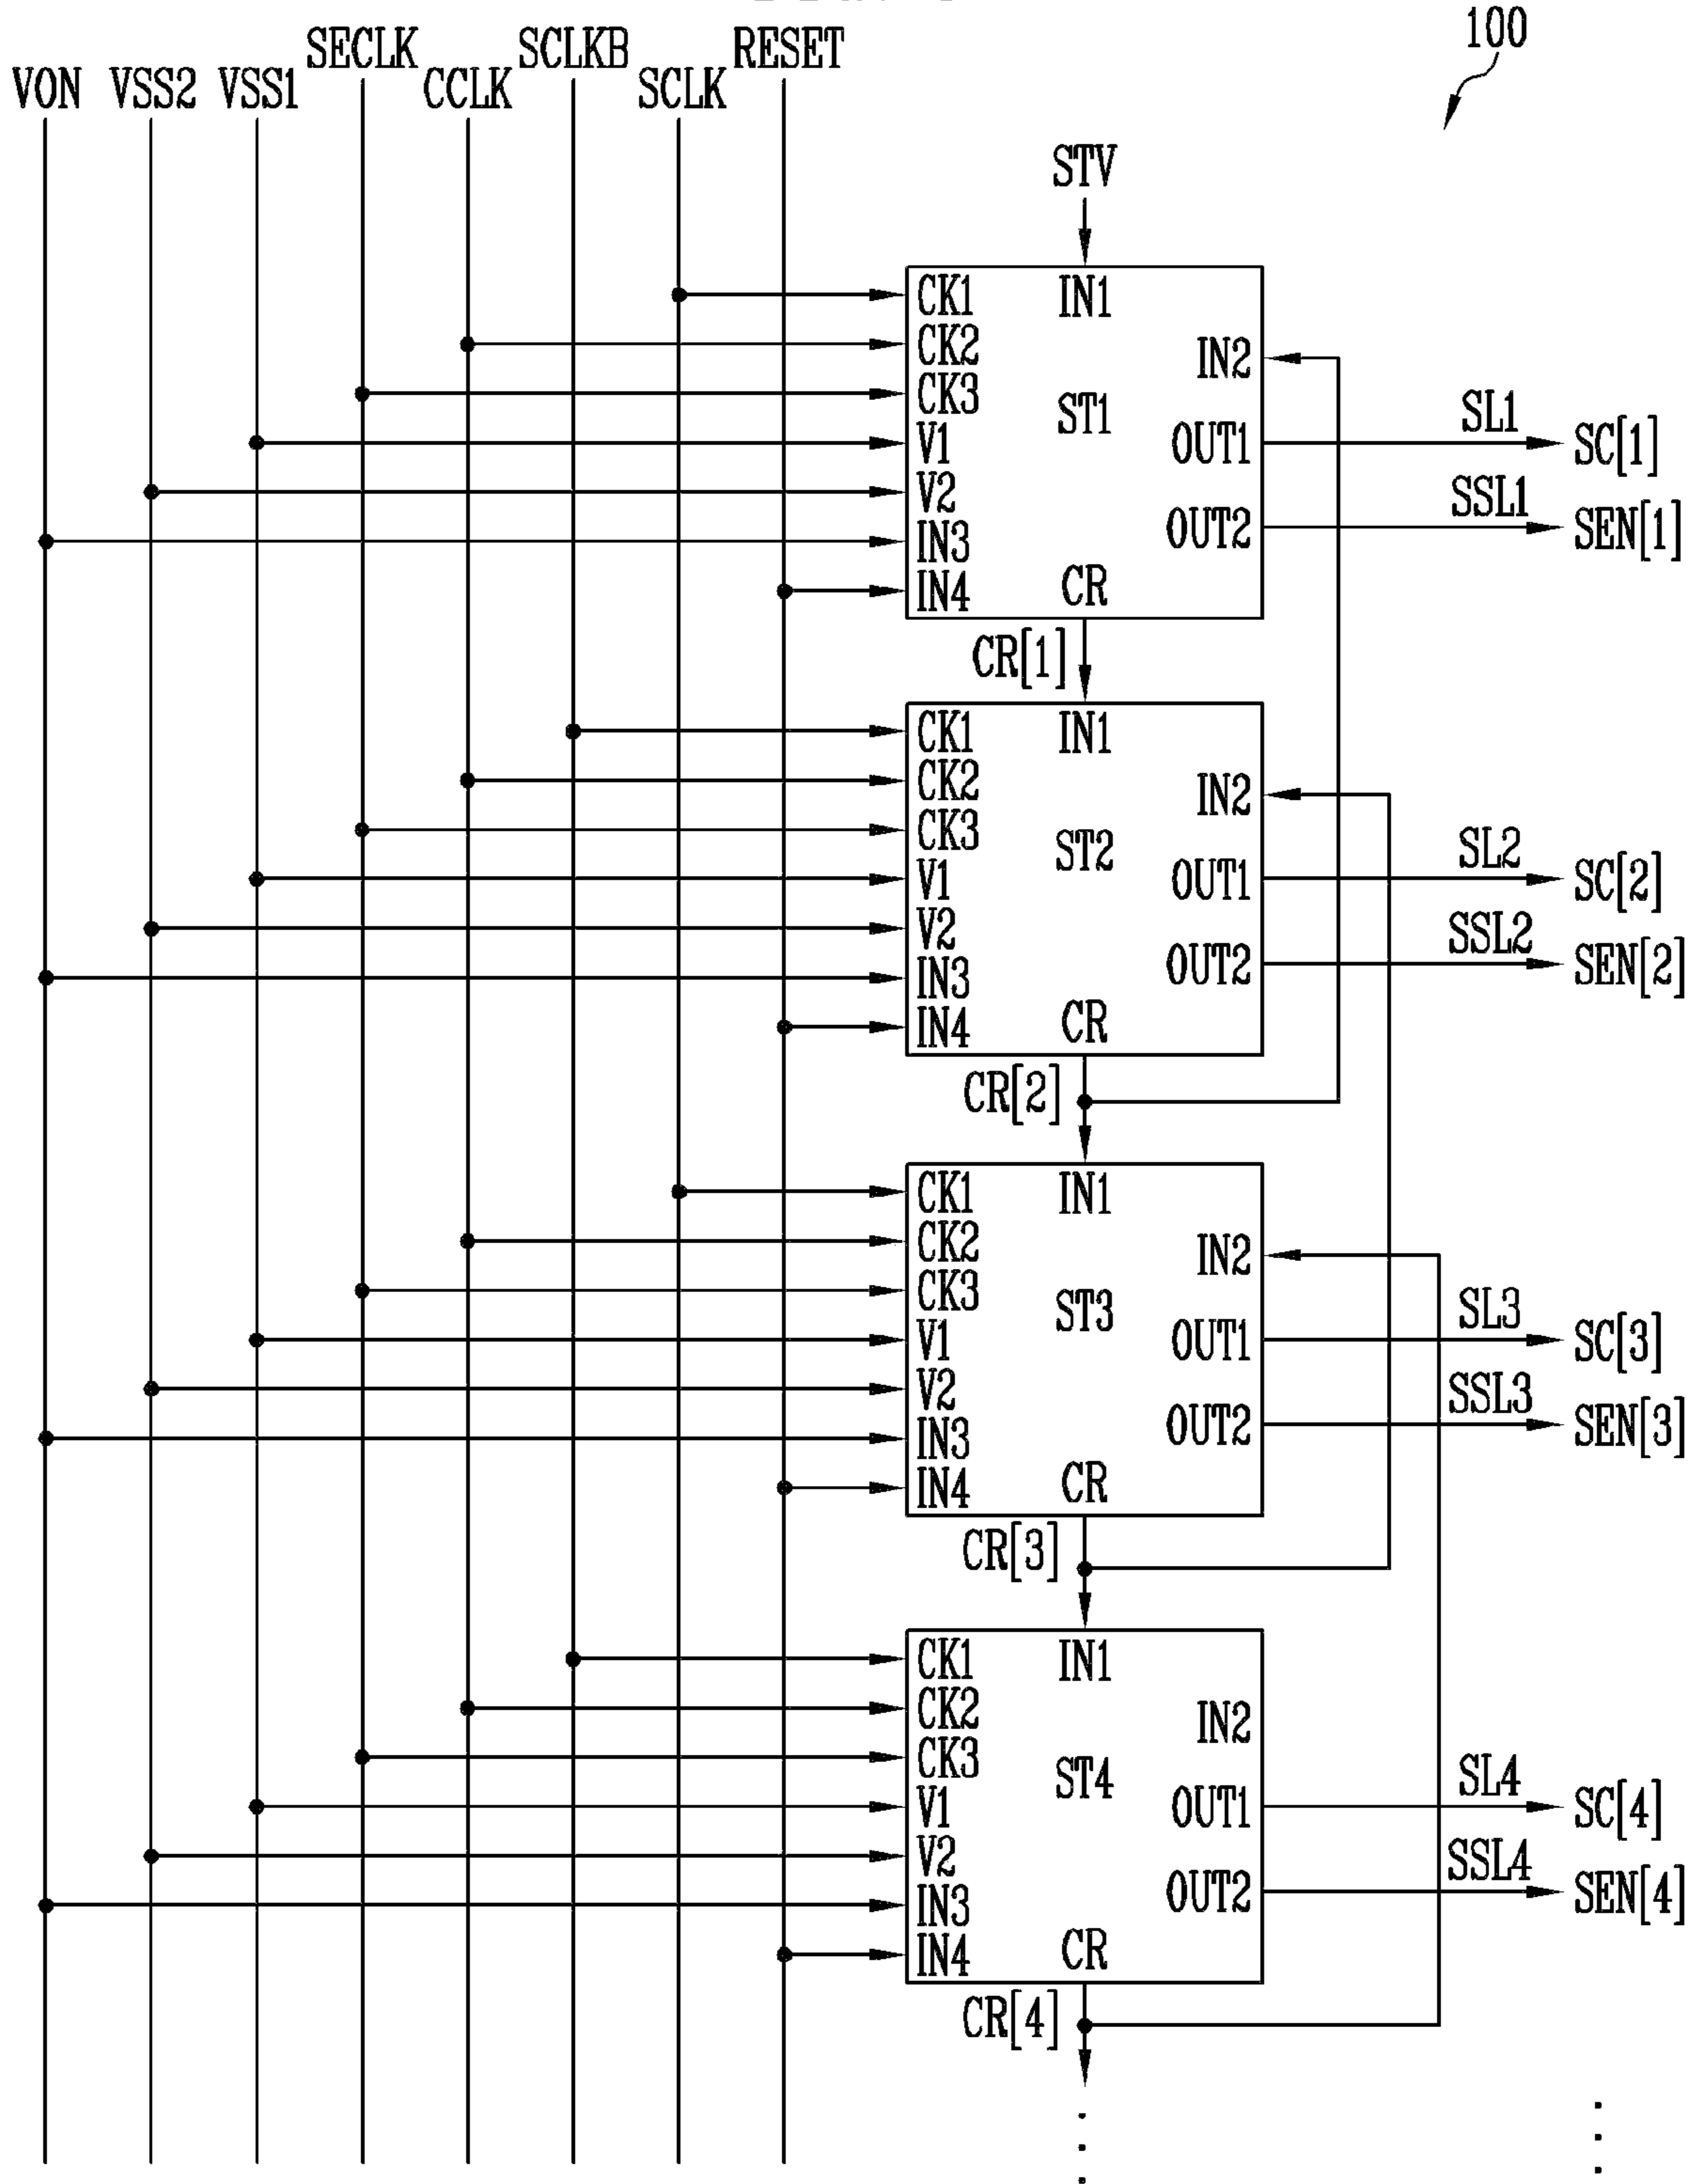 100
SECLK SCLKB RESET
VON VSS2 VSS1 CCLK SCLK
STV
CK1 IN1
CK2 IN2
CK3 ST1
V1 OUT1 SL1 SC[1]
V2 SSL1
IN3 OUT2 SEN[1]
IN4 CR
CR[1]
CK1 IN1
CK2 IN2
CK3 ST2
V1 OUT1 SL2 SC[2]
V2 SSL2
IN3 OUT2 SEN[2]
IN4 CR
CR[2]
CK1 IN1
CK2 IN2
CK3 ST3
V1 OUT1 SL3 SC[3]
V2 SSL3
IN3 OUT2 SEN[3]
IN4 CR
CR[3]
CK1 IN1
CK2 IN2
CK3 ST4
V1 OUT1 SL4 SC[4]
V2 SSL4
IN3 OUT2 SEN[4]
IN4 CR
CR[4]